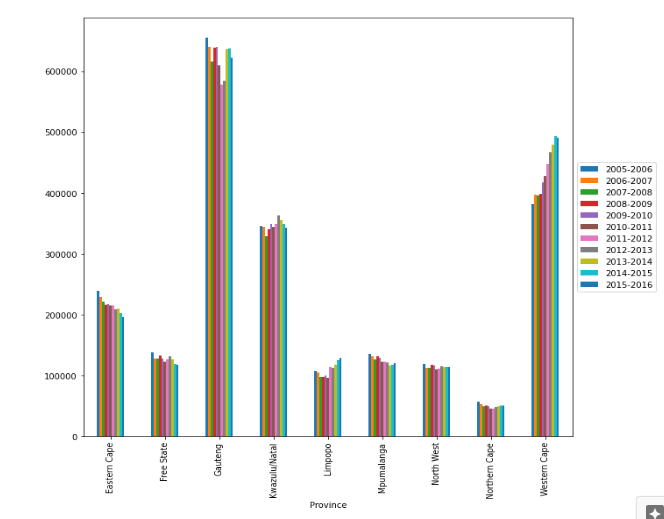 600000
500000
400000
300000
200000
100000
0
Eastern Cape
Free State
Gauteng
Kwazulu/Natal
Limpopo
Mpumalanga
North West
Northern Cape
Western Cape
Province
2005-2006
2006-2007
2007-2008
2008-2009
2009-2010
2010-2011
2011-2012
2012-2013
2013-2014
2014-2015
2015-2016